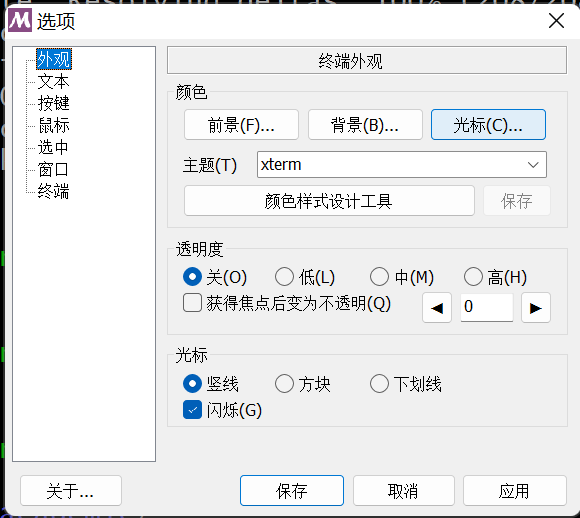 选项
外观
文本
按键
鼠标
选中
窗口
终端
终端外观
颜色
前景(F)...
背景(B)...
光标(C)...
主题(T)
xterm
颜色样式设计工具
保存
透明度
关(O)
低(L)
中(M)
高(H)
获得焦点后变为不透明(Q)
0
光标
竖线
方块
下划线
闪烁(G)
关于...
保存
取消
应用